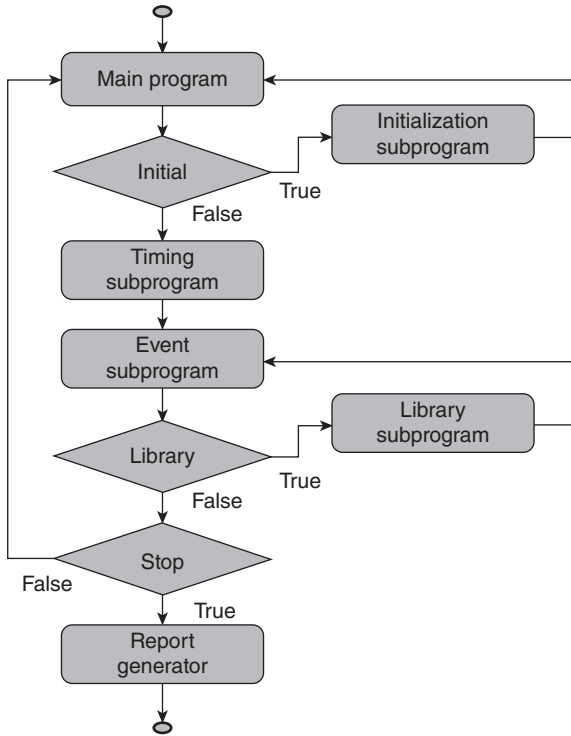 Main program
Initialization
subprogram
Initial
True
False
Timing
subprogram
Event
subprogram
Library
subprogram
Library
True
False
Stop
False
True
Report
generator